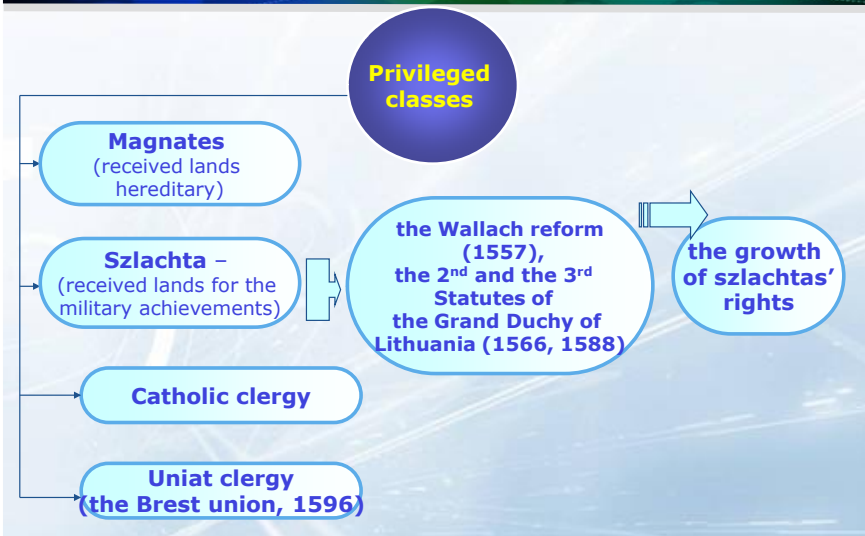 Privileged
classes
Magnates
(received lands
hereditary)
Szlachta –
(received lands for the
military achievements)
the Wallach reform
(1557),
the 2nd and the 3rd
Statutes of
the Grand Duchy of
Lithuania (1566, 1588)
the growth
of szlachtas’
rights
Catholic clergy
Uniat clergy
(the Brest union, 1596)